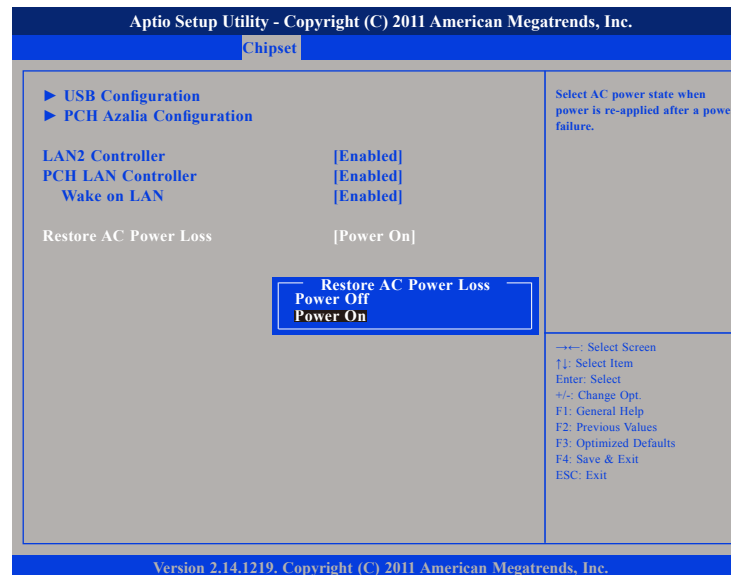 Aptio Setup Utility - Copyright (C) 2011 American Megatrends, Inc.
Chipset
► USB Configuration
► PCH Azalia Configuration
LAN2 Controller [Enabled]
PCH LAN Controller [Enabled]
Wake on LAN [Enabled]
Restore AC Power Loss [Power On]
Restore AC Power Loss
Power Off
Power On
Select AC power state when
power is re-applied after a powe
failure.
→←: Select Screen
↑↓: Select Item
Enter: Select
+/-: Change Opt.
F1: General Help
F2: Previous Values
F3: Optimized Defaults
F4: Save & Exit
ESC: Exit
Version 2.14.1219. Copyright (C) 2011 American Megatrends, Inc.